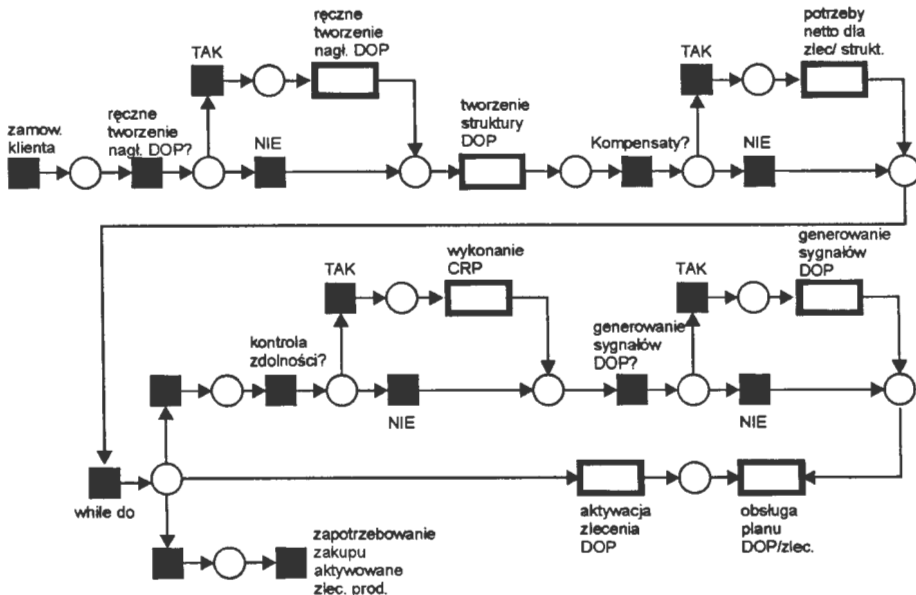 ręczne
tworzenie
nagł. DOP
potrzeby
netto dla
zlec/ strukt.
TAK
TAK
zamow.
klienta
ręczne
tworzenie
nagł. DOP?
NIE
tworzenie
struktury
DOP
Kompensaty?
NIE
wykonanie
CRP
generowanie
sygnałów
DOP
TAK
TAK
kontrola
zdolności?
generowanie
sygnałów
DOP?
NIE
NIE
while do
aktywacja
zlecenia
DOP
obsługa
planu
DOP/zlec.
zapotrzebowanie
zakupu
aktywowane
zlec. prod.